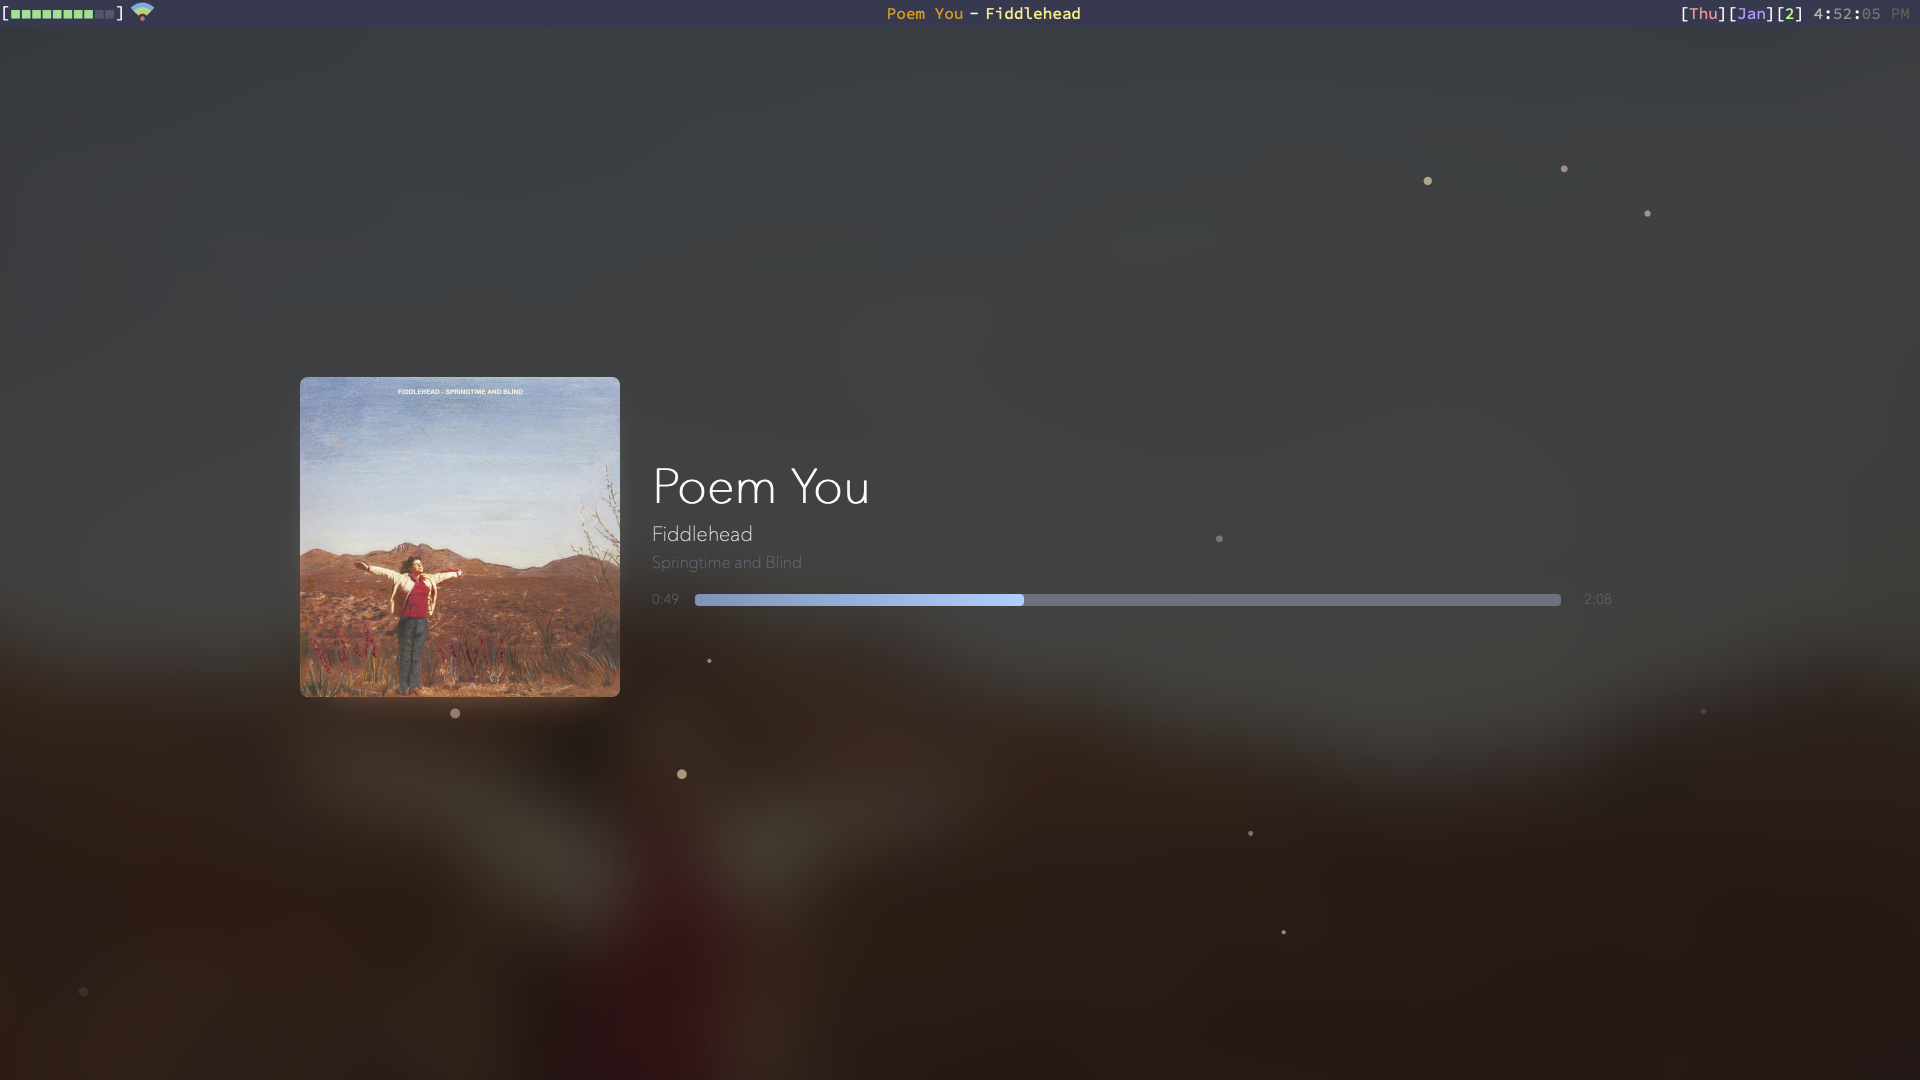 [■■■■■■■■■■] Poem You – Fiddlehead [Thu][Jan][2] 4:52:05 PM
FIDDLEHEAD - SPRINGTIME AND BLIND
Poem You
Fiddlehead
Springtime and Blind
0:49 2:08